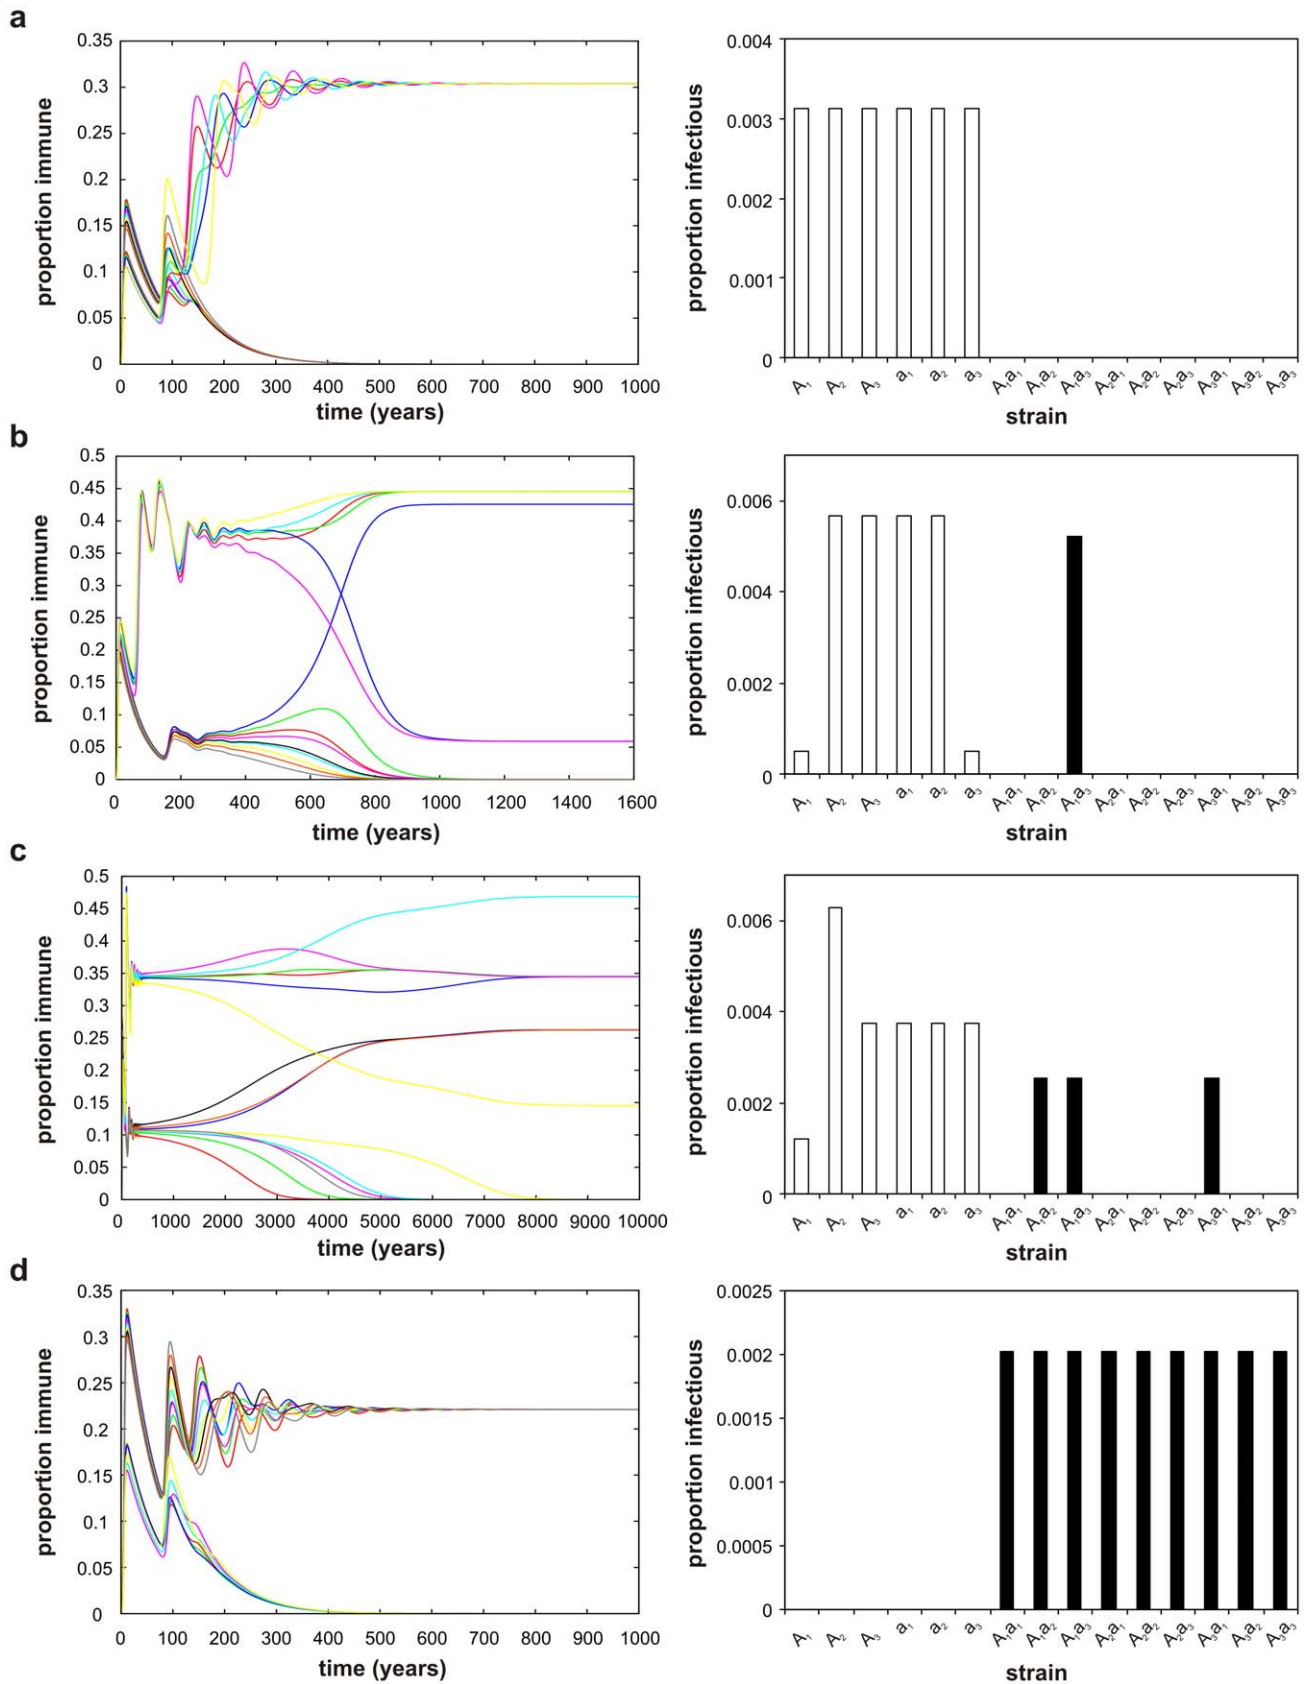 a
0.35
0.3
0.25
0.2
0.15
0.1
0.05
0
proportion immune
0 100 200 300 400 500 600 700 800 900 1000
time (years)
0.004
0.003
0.002
0.001
0
proportion infectious
A₁ A₂ A₃ a₁ a₂ a₃ A₁a₁ A₁a₂ A₁a₃ A₂a₁ A₂a₂ A₂a₃ A₃a₁ A₃a₂ A₃a₃
strain
b
0.5
0.45
0.4
0.35
0.3
0.25
0.2
0.15
0.1
0.05
0
proportion immune
0 200 400 600 800 1000 1200 1400 1600
time (years)
0.006
0.004
0.002
0
proportion infectious
A₁ A₂ A₃ a₁ a₂ a₃ A₁a₁ A₁a₂ A₁a₃ A₂a₁ A₂a₂ A₂a₃ A₃a₁ A₃a₂ A₃a₃
strain
c
0.5
0.45
0.4
0.35
0.3
0.25
0.2
0.15
0.1
0.05
0
proportion immune
0 1000 2000 3000 4000 5000 6000 7000 8000 9000 10000
time (years)
0.006
0.004
0.002
0
proportion infectious
A₁ A₂ A₃ a₁ a₂ a₃ A₁a₁ A₁a₂ A₁a₃ A₂a₁ A₂a₂ A₂a₃ A₃a₁ A₃a₂ A₃a₃
strain
d
0.35
0.3
0.25
0.2
0.15
0.1
0.05
0
proportion immune
0 100 200 300 400 500 600 700 800 900 1000
time (years)
0.0025
0.002
0.0015
0.001
0.0005
0
proportion infectious
A₁ A₂ A₃ a₁ a₂ a₃ A₁a₁ A₁a₂ A₁a₃ A₂a₁ A₂a₂ A₂a₃ A₃a₁ A₃a₂ A₃a₃
strain